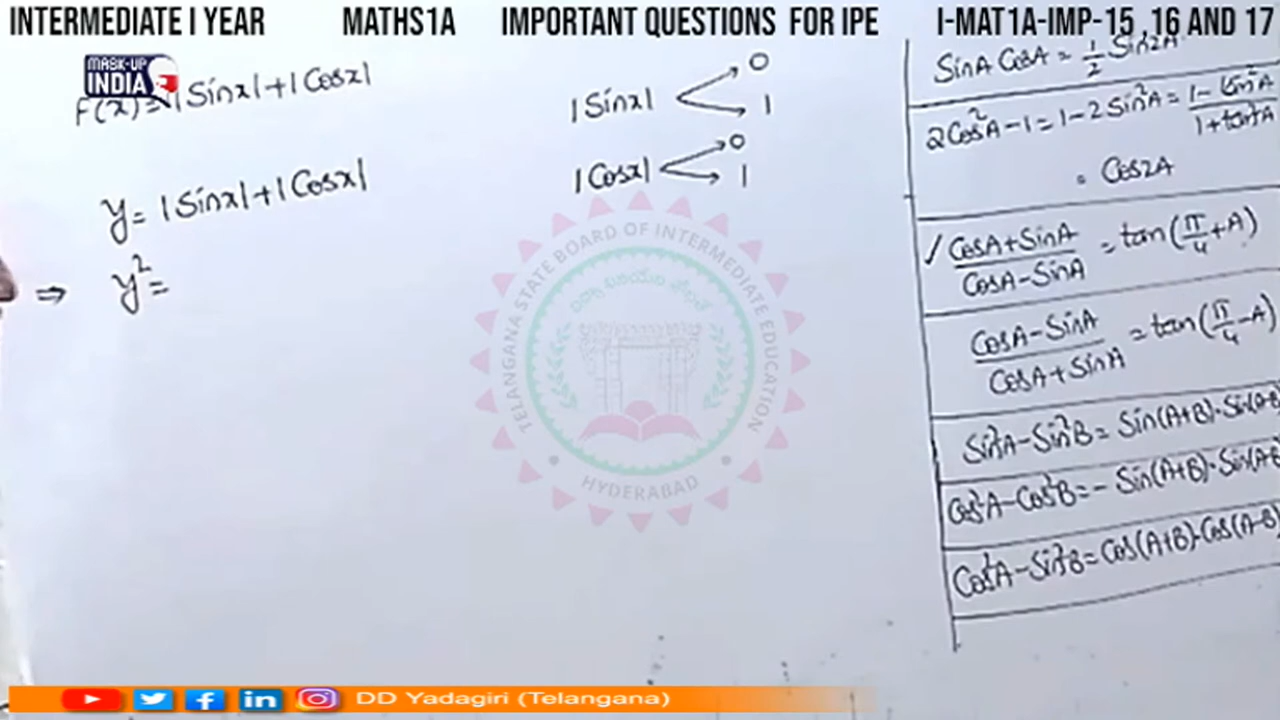 INTERMEDIATE I YEAR MATHS1A IMPORTANT QUESTIONS FOR IPE I-MAT1A-IMP-15 ,16 AND 17
MASK-UP
INDIA
F(x) = |Sinx|+|Cosx|
y = |Sinx|+|Cosx|
⇒ y² =
|Sinx| 0
1
|Cosx| 0
1
SinA CosA = 1/2 Sin2A
2Cos²A-1 = 1-2Sin²A = (1-tan²A)/(1+tan²A)
= Cos2A
✓ (CosA+SinA)/(CosA-SinA) = tan(π/4+A)
(CosA-SinA)/(CosA+SinA) = tan(π/4-A)
Sin²A-Sin²B = Sin(A+B)·Sin(A-B
Cos²A-Cos²B = - Sin(A+B)·Sin(A-B
Cos²A-Sin²B = Cos(A+B)·Cos(A-B)
TELANGANA STATE BOARD OF INTERMEDIATE EDUCATION
HYDERABAD
in DD Yadagiri (Telangana)